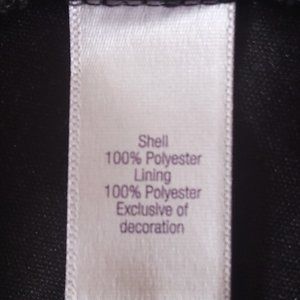 Shell
100% Polyester
Lining
100% Polyester
Exclusive of
decoration